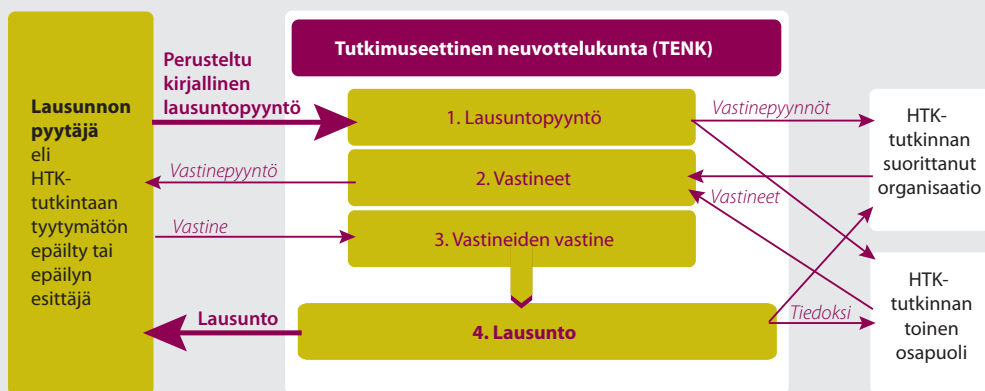 Tutkimuseettinen neuvottelukunta (TENK)
Lausunnon
pyytäjä
eli
HTK-
tutkintaan
tyytymätön
epäilty tai
epäilyn
esittäjä
Perusteltu
kirjallinen
lausuntopyyntö
1. Lausuntopyyntö
Vastinepyynnöt
HTK-
tutkinnan
suorittanut
organisaatio
Vastinepyyntö
2. Vastineet
Vastineet
Vastine
3. Vastineiden vastine
HTK-
tutkinnan
toinen
osapuoli
Lausunto
4. Lausunto
Tiedoksi